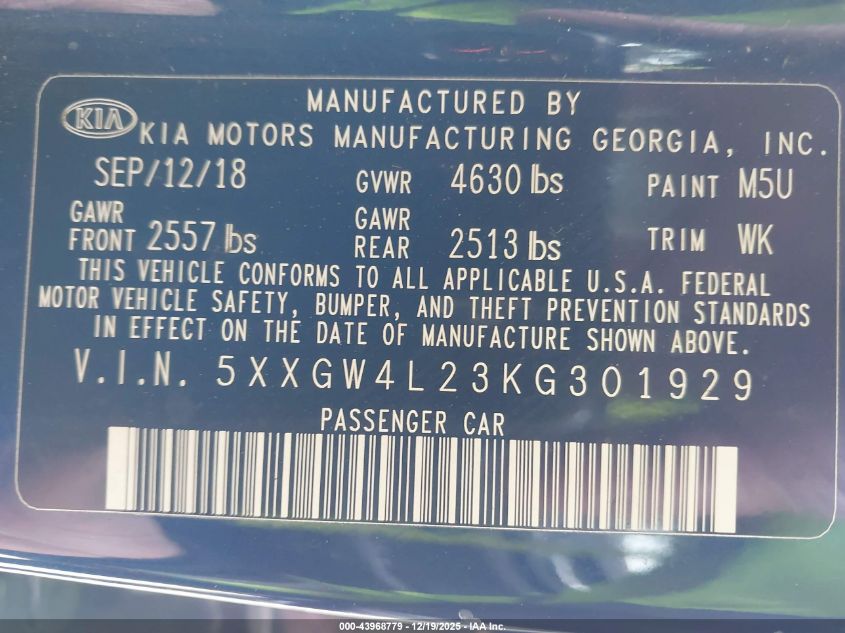 MANUFACTURED BY
KIA KIA MOTORS MANUFACTURING GEORGIA, INC.
SEP/12/18 GVWR 4630 lbs PAINT M5U
GAWR FRONT 2557 lbs GAWR REAR 2513 lbs TRIM WK
THIS VEHICLE CONFORMS TO ALL APPLICABLE U.S.A. FEDERAL
MOTOR VEHICLE SAFETY, BUMPER, AND THEFT PREVENTION STANDARDS
IN EFFECT ON THE DATE OF MANUFACTURE SHOWN ABOVE.
V.I.N. 5XXGW4L23KG301929
PASSENGER CAR
000-43968779 - 12/19/2025 - IAA Inc.